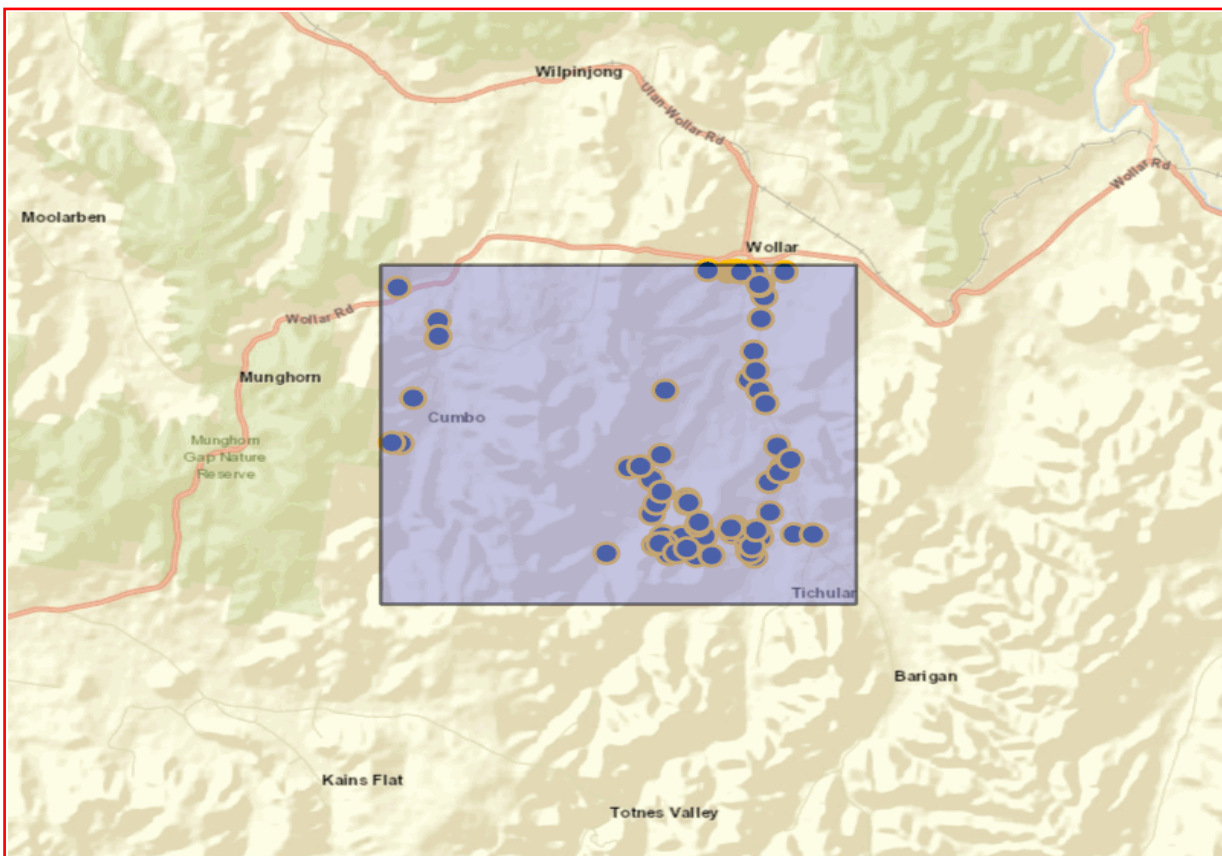 Wilpinjong
Ulan-Wollar Rd
Wollar Rd
Moolarben
Wollar
Wollar Rd
Munghorn
Cumbo
Munghorn
Gap Nature
Reserve
Tichular
Barigan
Kains Flat
Totnes Valley